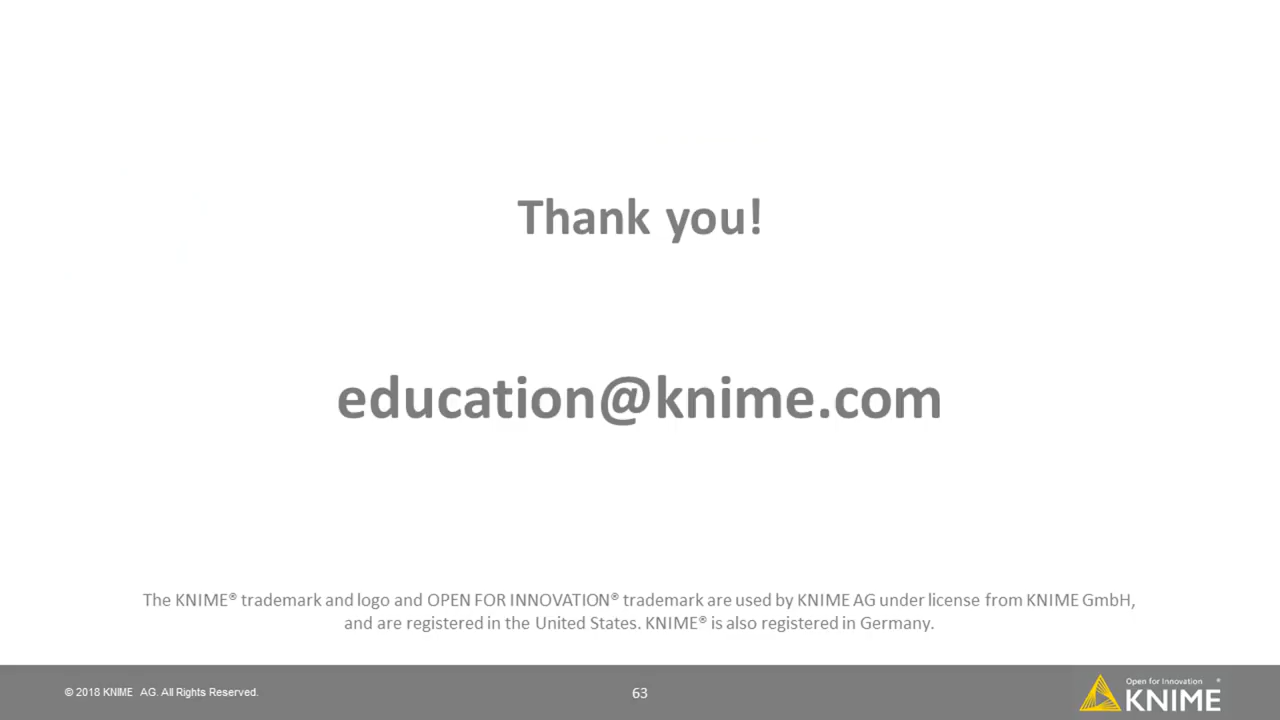 Thank you!
education@knime.com
The KNIME® trademark and logo and OPEN FOR INNOVATION® trademark are used by KNIME AG under license from KNIME GmbH,
and are registered in the United States. KNIME® is also registered in Germany.
© 2018 KNIME AG. All Rights Reserved.
63
Open for Innovation ®
KNIME